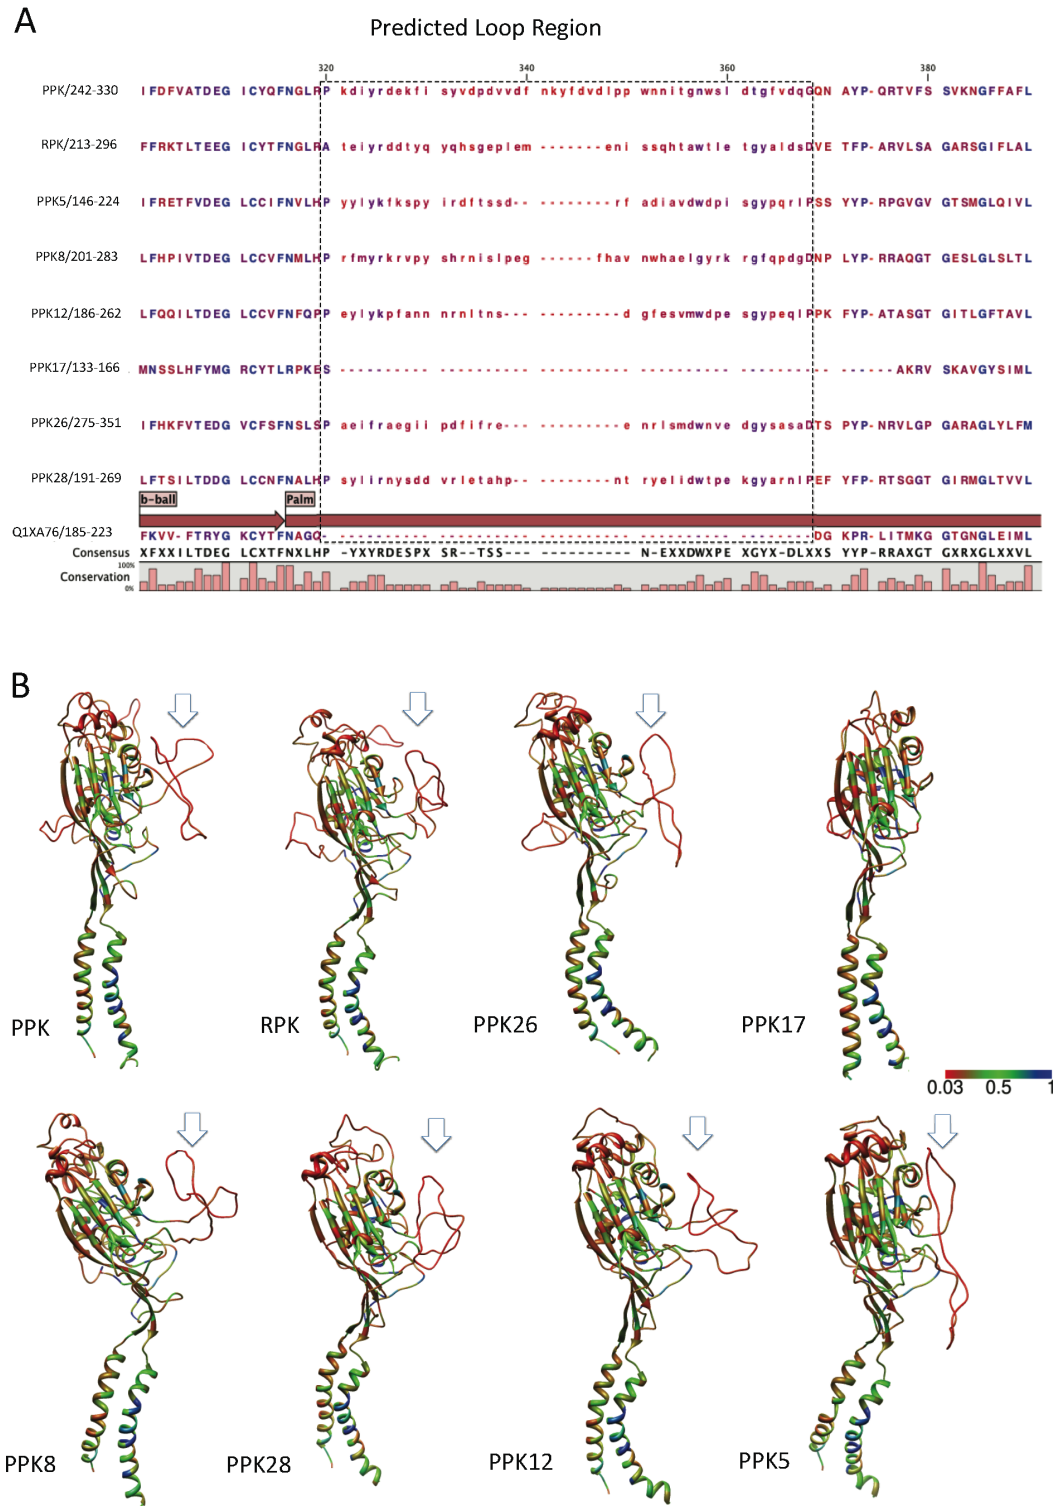 A
Predicted Loop Region
320 340 360 380
PPK/242-330 IFDFVATDEG ICYQFNGLRP kdiyrdekfi syvdpdvvdf nkyfdvdlpp wnnitgnwsl dtgfvdqGQN AYP-QRTVFS SVKNGFFAFL
RPK/213-296 FFRKTLTEEG ICYTFNGLRA teiyrddtyq yqhsgeplem -------eni ssqhtawtle tgyaldsDVE TFP-ARVLSA GARSGIFLAL
PPK5/146-224 IFRETFVDEG LCCIFNVLHP yylykfkspy irdftssd-- --------rf adiavdwdpi sgypqrlPSS YYP-RPGVGV GTSMGLQIVL
PPK8/201-283 LFHPIVTDEG LCCVFNMLHP rfmyrkrvpy shrnislpeg ------fhav nwhaelgyrk rgfqpdgDNP LYP-RRAQGT GESLGLSLTL
PPK12/186-262 LFQQILTDEG LCCVFNFQPP eylykpfann nrnltns--- ---------d gfesvmwdpe sgypeqlPPK FYP-ATASGT GITLGFTAVL
PPK17/133-166 MNSSLHFYMG RCYTLRPKES ---------- ---------- ---------- ---------- ---------- -----AKRV SKAVGYSIML
PPK26/275-351 IFHKFVTEDG VCFSFNSLSP aeifraegii pdfifre--- ---------e nrlsmdwnve dgysasaDTS PYP-NRVLGP GARAGLYLFM
PPK28/191-269 LFTSILTDDG LCCNFNALHP sylirnysdd vrletahp-- --------nt ryelidwtpe kgyarnlPEF YFP-RTSGGT GIRMGLTVVL
b-ball Palm
Q1XA76/185-223 FKVV-FTRYG KCYTFNAGQ- ---------- ---------- ---------- ---------- --------DG KPR-LITMKG GTGNGLEIML
Consensus XFXXILTDEG LCXTFNXLHP -YXYRDESPX SR--TSS--- ---------- N-EXXDWXPE XGYX-DLXXS YYP-RRAXGT GXRXGLXXVL
100%
Conservation
0%
B
PPK RPK PPK26 PPK17
0.03 0.5 1
PPK8 PPK28 PPK12 PPK5